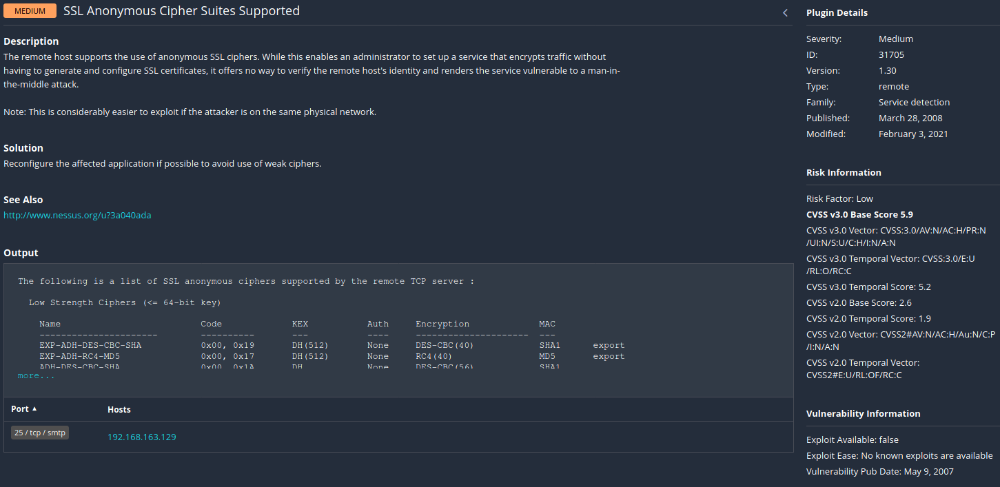 MEDIUM SSL Anonymous Cipher Suites Supported
Description
The remote host supports the use of anonymous SSL ciphers. While this enables an administrator to set up a service that encrypts traffic without
having to generate and configure SSL certificates, it offers no way to verify the remote host's identity and renders the service vulnerable to a man-in-
the-middle attack.
Note: This is considerably easier to exploit if the attacker is on the same physical network.
Solution
Reconfigure the affected application if possible to avoid use of weak ciphers.
See Also
http://www.nessus.org/u?3a040ada
Output
The following is a list of SSL anonymous ciphers supported by the remote TCP server :
Low Strength Ciphers (<= 64-bit key)
Name Code KEX Auth Encryption MAC
---------------------- ---------- --- ---- --------------------- ---
EXP-ADH-DES-CBC-SHA 0x00, 0x19 DH(512) None DES-CBC(40) SHA1 export
EXP-ADH-RC4-MD5 0x00, 0x17 DH(512) None RC4(40) MD5 export
ADH-DES-CBC-SHA 0x00, 0x1A DH None DES-CBC(56) SHA1
more...
Port Hosts
25 / tcp / smtp 192.168.163.129
Plugin Details
Severity: Medium
ID: 31705
Version: 1.30
Type: remote
Family: Service detection
Published: March 28, 2008
Modified: February 3, 2021
Risk Information
Risk Factor: Low
CVSS v3.0 Base Score 5.9
CVSS v3.0 Vector: CVSS:3.0/AV:N/AC:H/PR:N
/UI:N/S:U/C:H/I:N/A:N
CVSS v3.0 Temporal Vector: CVSS:3.0/E:U
/RL:O/RC:C
CVSS v3.0 Temporal Score: 5.2
CVSS v2.0 Base Score: 2.6
CVSS v2.0 Temporal Score: 1.9
CVSS v2.0 Vector: CVSS2#AV:N/AC:H/Au:N/C:P
/I:N/A:N
CVSS v2.0 Temporal Vector:
CVSS2#E:U/RL:OF/RC:C
Vulnerability Information
Exploit Available: false
Exploit Ease: No known exploits are available
Vulnerability Pub Date: May 9, 2007